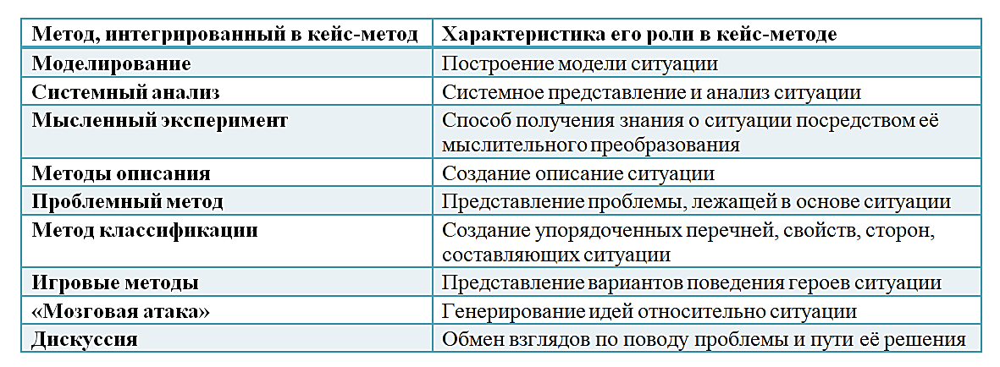 Метод, интегрированный в кейс-метод Характеристика его роли в кейс-методе
Моделирование Построение модели ситуации
Системный анализ Системное представление и анализ ситуации
Мысленный эксперимент Способ получения знания о ситуации посредством её
мыслительного преобразования
Методы описания Создание описание ситуации
Проблемный метод Представление проблемы, лежащей в основе ситуации
Метод классификации Создание упорядоченных перечней, свойств, сторон,
составляющих ситуации
Игровые методы Представление вариантов поведения героев ситуации
«Мозговая атака» Генерирование идей относительно ситуации
Дискуссия Обмен взглядов по поводу проблемы и пути её решения